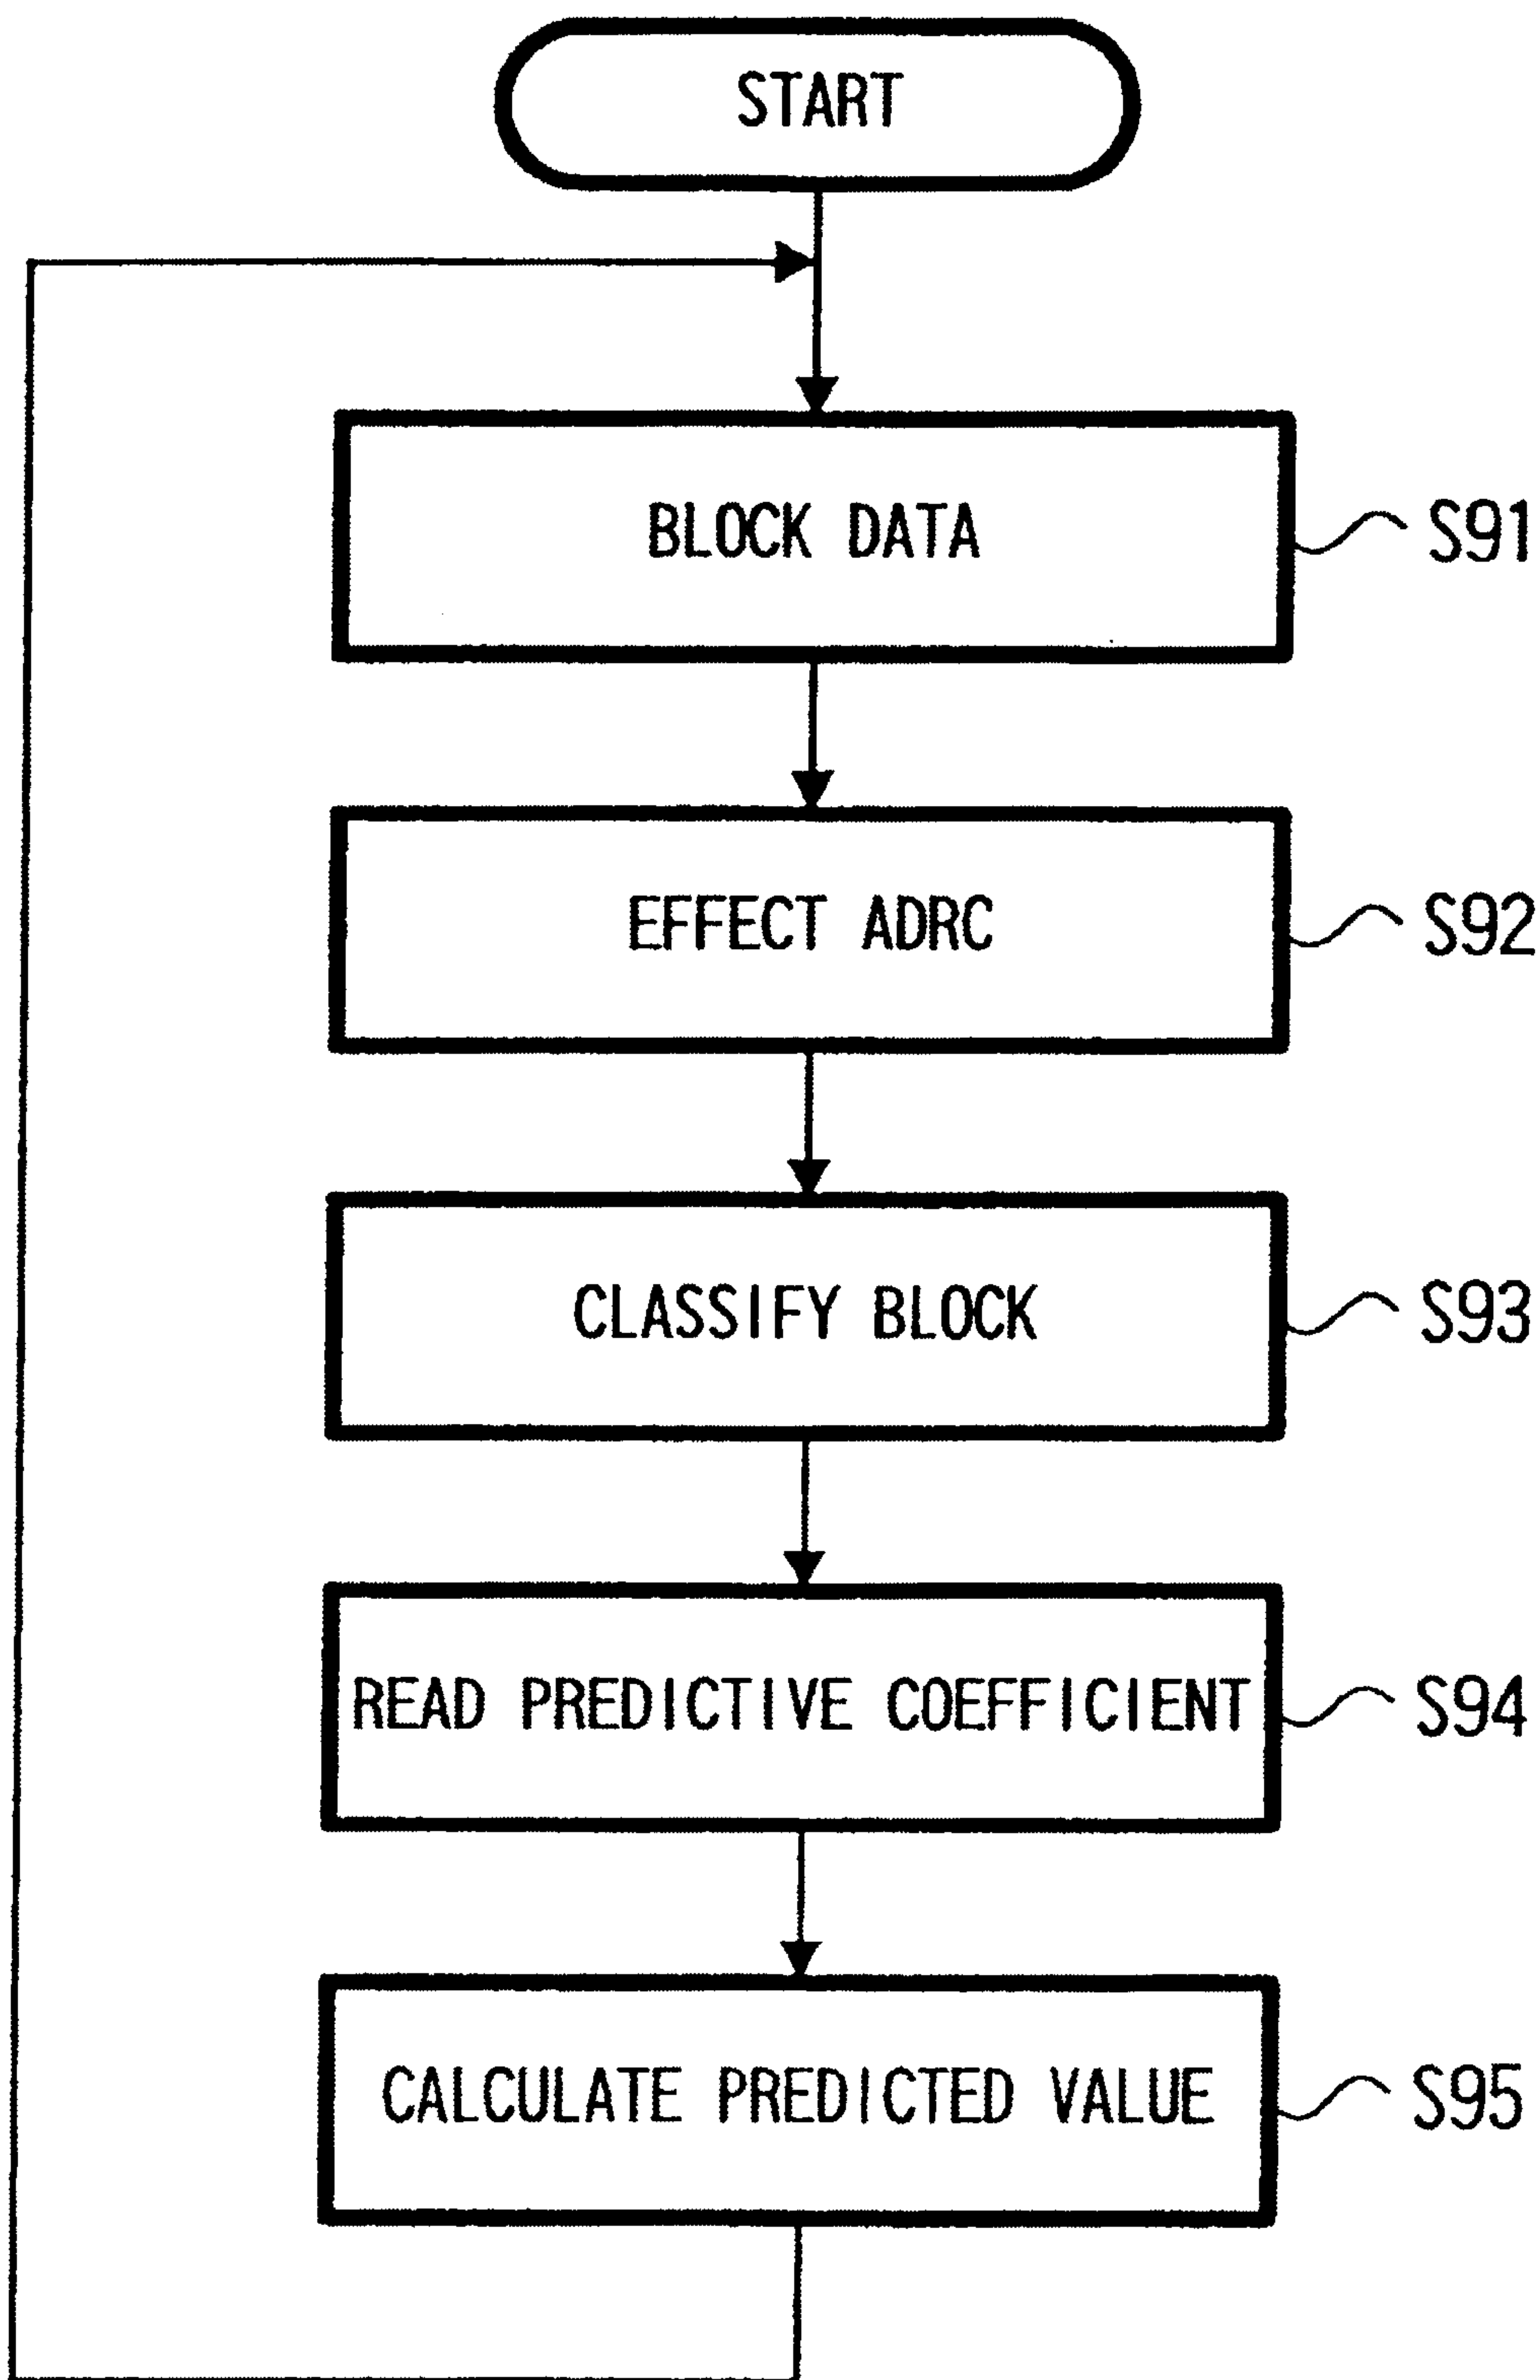 START
BLOCK DATA
S91
EFFECT ADRC
S92
CLASSIFY BLOCK
S93
READ PREDICTIVE COEFFICIENT
S94
CALCULATE PREDICTED VALUE
S95